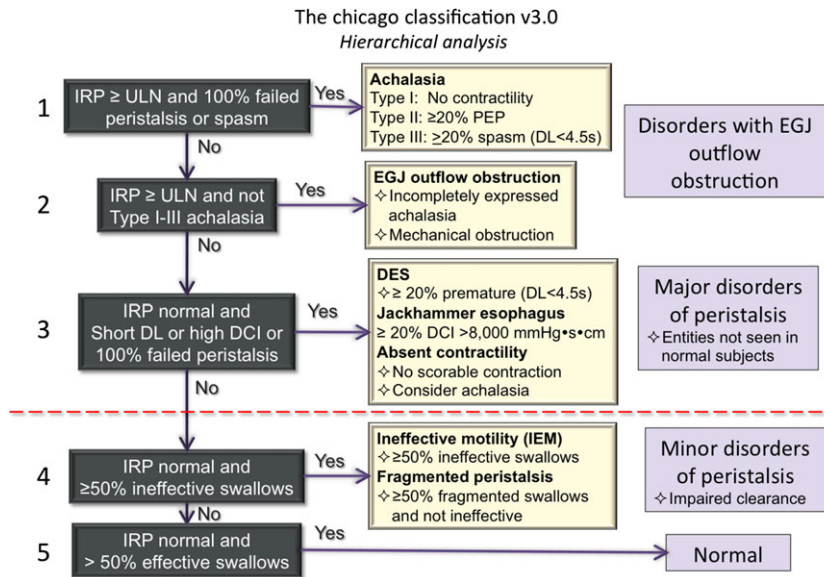 The chicago classification v3.0
Hierarchical analysis
1
IRP ≥ ULN and 100% failed
peristalsis or spasm
Yes
No
Achalasia
Type I: No contractility
Type II: ≥20% PEP
Type III: ≥20% spasm (DL<4.5s)
Disorders with EGJ
outflow
obstruction
2
IRP ≥ ULN and not
Type I-III achalasia
Yes
No
EGJ outflow obstruction
✧Incompletely expressed
achalasia
✧Mechanical obstruction
3
IRP normal and
Short DL or high DCI or
100% failed peristalsis
Yes
No
DES
✧≥ 20% premature (DL<4.5s)
Jackhammer esophagus
≥ 20% DCI >8,000 mmHg•s•cm
Absent contractility
✧No scorable contraction
✧Consider achalasia
Major disorders
of peristalsis
✧Entities not seen in
normal subjects
4
IRP normal and
≥50% ineffective swallows
Yes
No
Ineffective motility (IEM)
✧≥50% ineffective swallows
Fragmented peristalsis
✧≥50% fragmented swallows
and not ineffective
Minor disorders
of peristalsis
✧Impaired clearance
5
IRP normal and
> 50% effective swallows
Yes
Normal